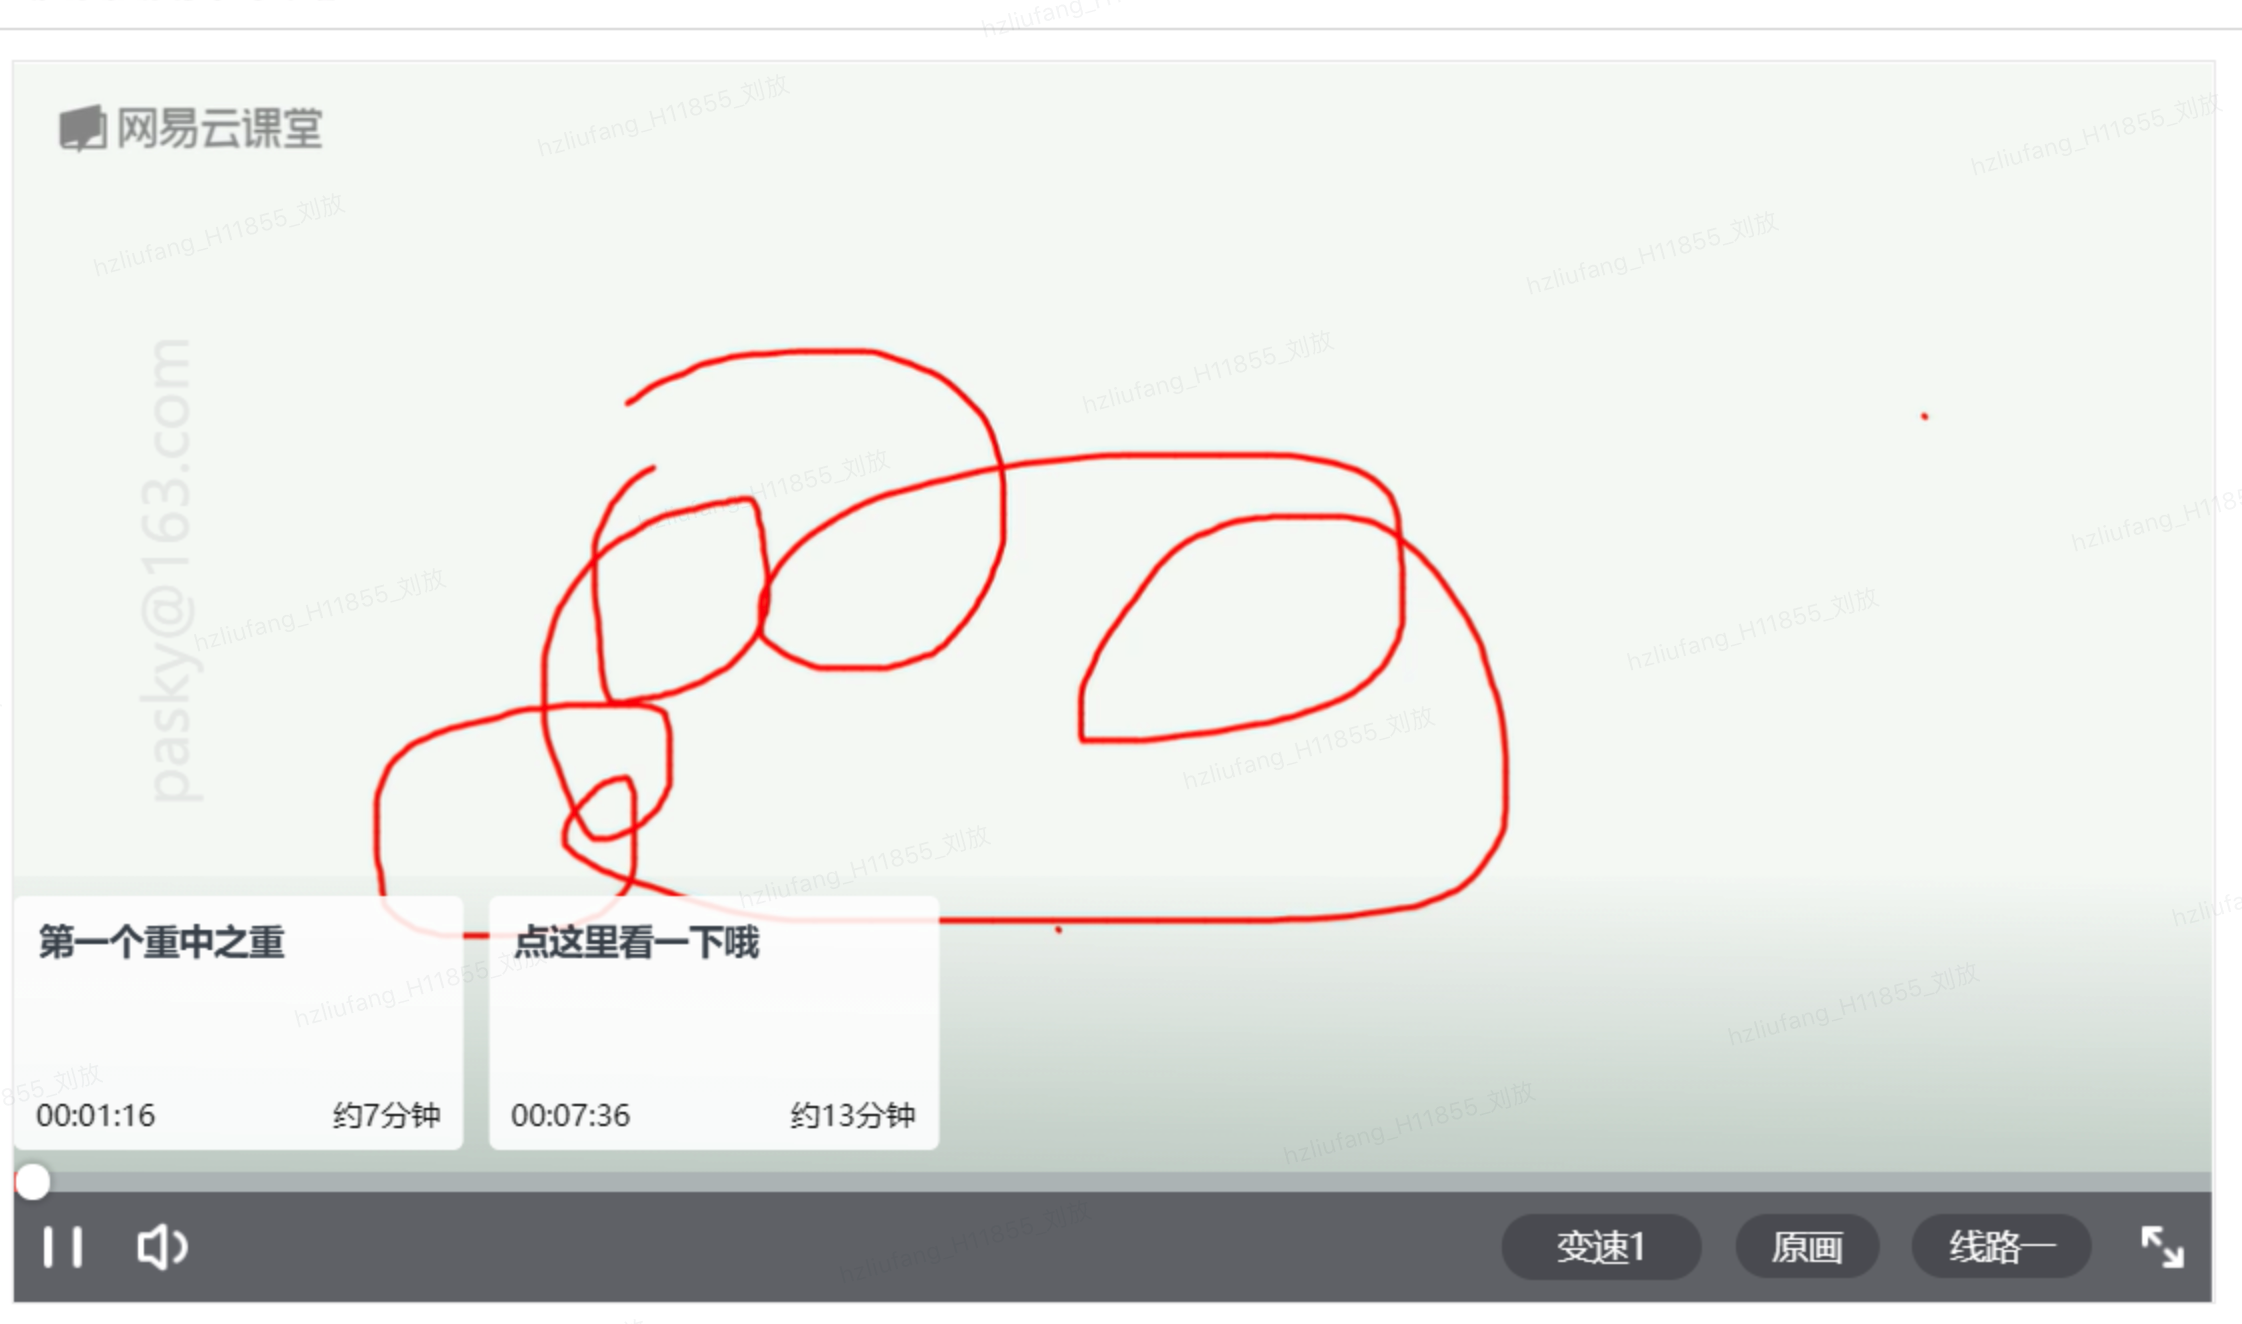 网易云课堂
pasky@163.com
第一个重中之重
点这里看一下哦
00:01:16
约7分钟
00:07:36
约13分钟
变速1
原画
线路一
hzliufang_H11855_刘放